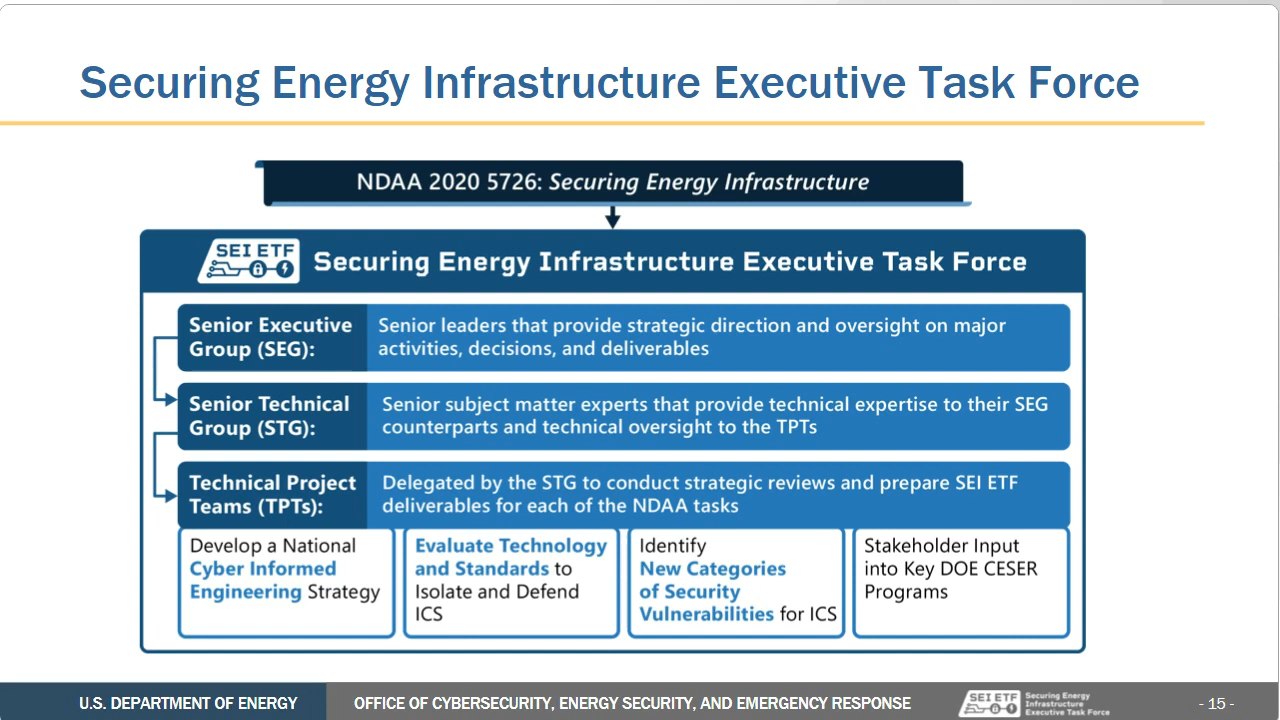 Securing Energy Infrastructure Executive Task Force
NDAA 2020 5726: Securing Energy Infrastructure
SEI ETF
Securing Energy Infrastructure Executive Task Force
Senior Executive
Group (SEG):
Senior leaders that provide strategic direction and oversight on major
activities, decisions, and deliverables
Senior Technical
Group (STG):
Senior subject matter experts that provide technical expertise to their SEG
counterparts and technical oversight to the TPTs
Technical Project
Teams (TPTs):
Delegated by the STG to conduct strategic reviews and prepare SEI ETF
deliverables for each of the NDAA tasks
Develop a National
Cyber Informed
Engineering Strategy
Evaluate Technology
and Standards to
Isolate and Defend
ICS
Identify
New Categories
of Security
Vulnerabilities for ICS
Stakeholder Input
into Key DOE CESER
Programs
U.S. DEPARTMENT OF ENERGY
OFFICE OF CYBERSECURITY, ENERGY SECURITY, AND EMERGENCY RESPONSE
SEI ETF
Securing Energy
Infrastructure
Executive Task Force
- 15 -